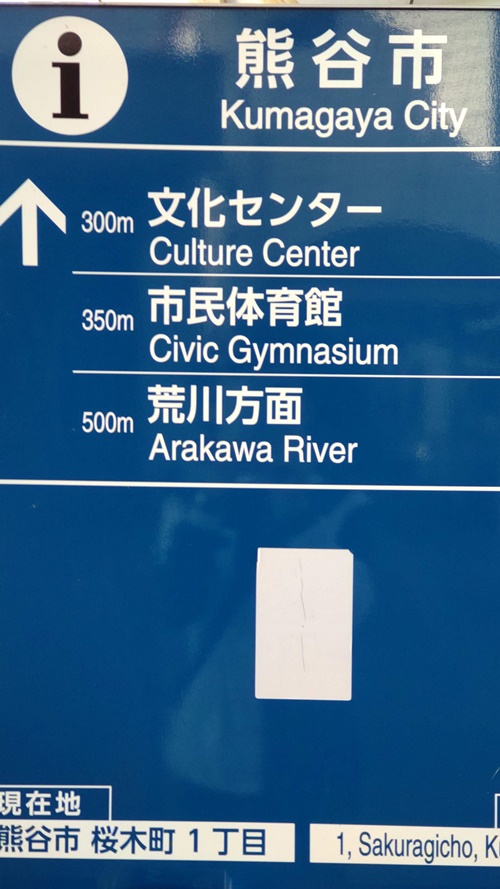 i
熊谷市
Kumagaya City
300m 文化センター
Culture Center
350m 市民体育館
Civic Gymnasium
500m 荒川方面
Arakawa River
現在地
熊谷市 桜木町 1 丁目
1, Sakuragicho,